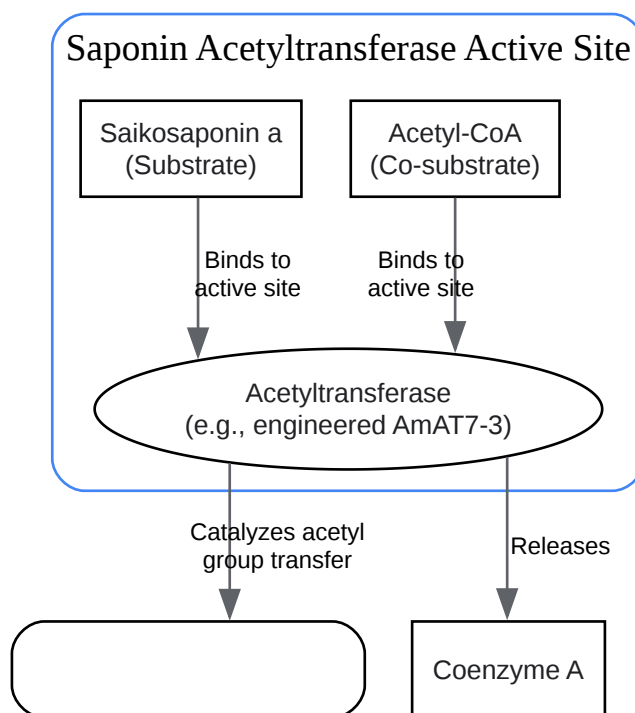 Saponin Acetyltransferase Active Site
Saikosaponin a
(Substrate)
Acetyl-CoA
(Co-substrate)
Binds to
active site
Binds to
active site
Acetyltransferase
(e.g., engineered AmAT7-3)
Catalyzes acetyl
group transfer
Releases
Coenzyme A